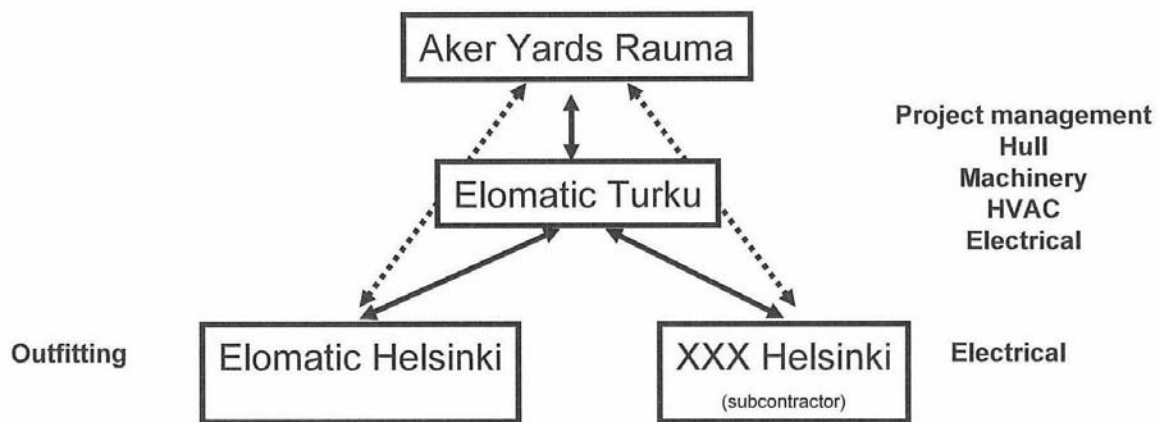 Aker Yards Rauma
Project management
Hull
Machinery
HVAC
Electrical
Elomatic Turku
Outfitting
Elomatic Helsinki
XXX Helsinki
(subcontractor)
Electrical